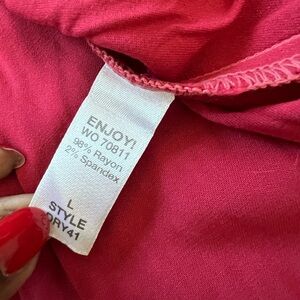 ENJOY!
WO 70811
98% Rayon
2% Spandex
L
STYLE